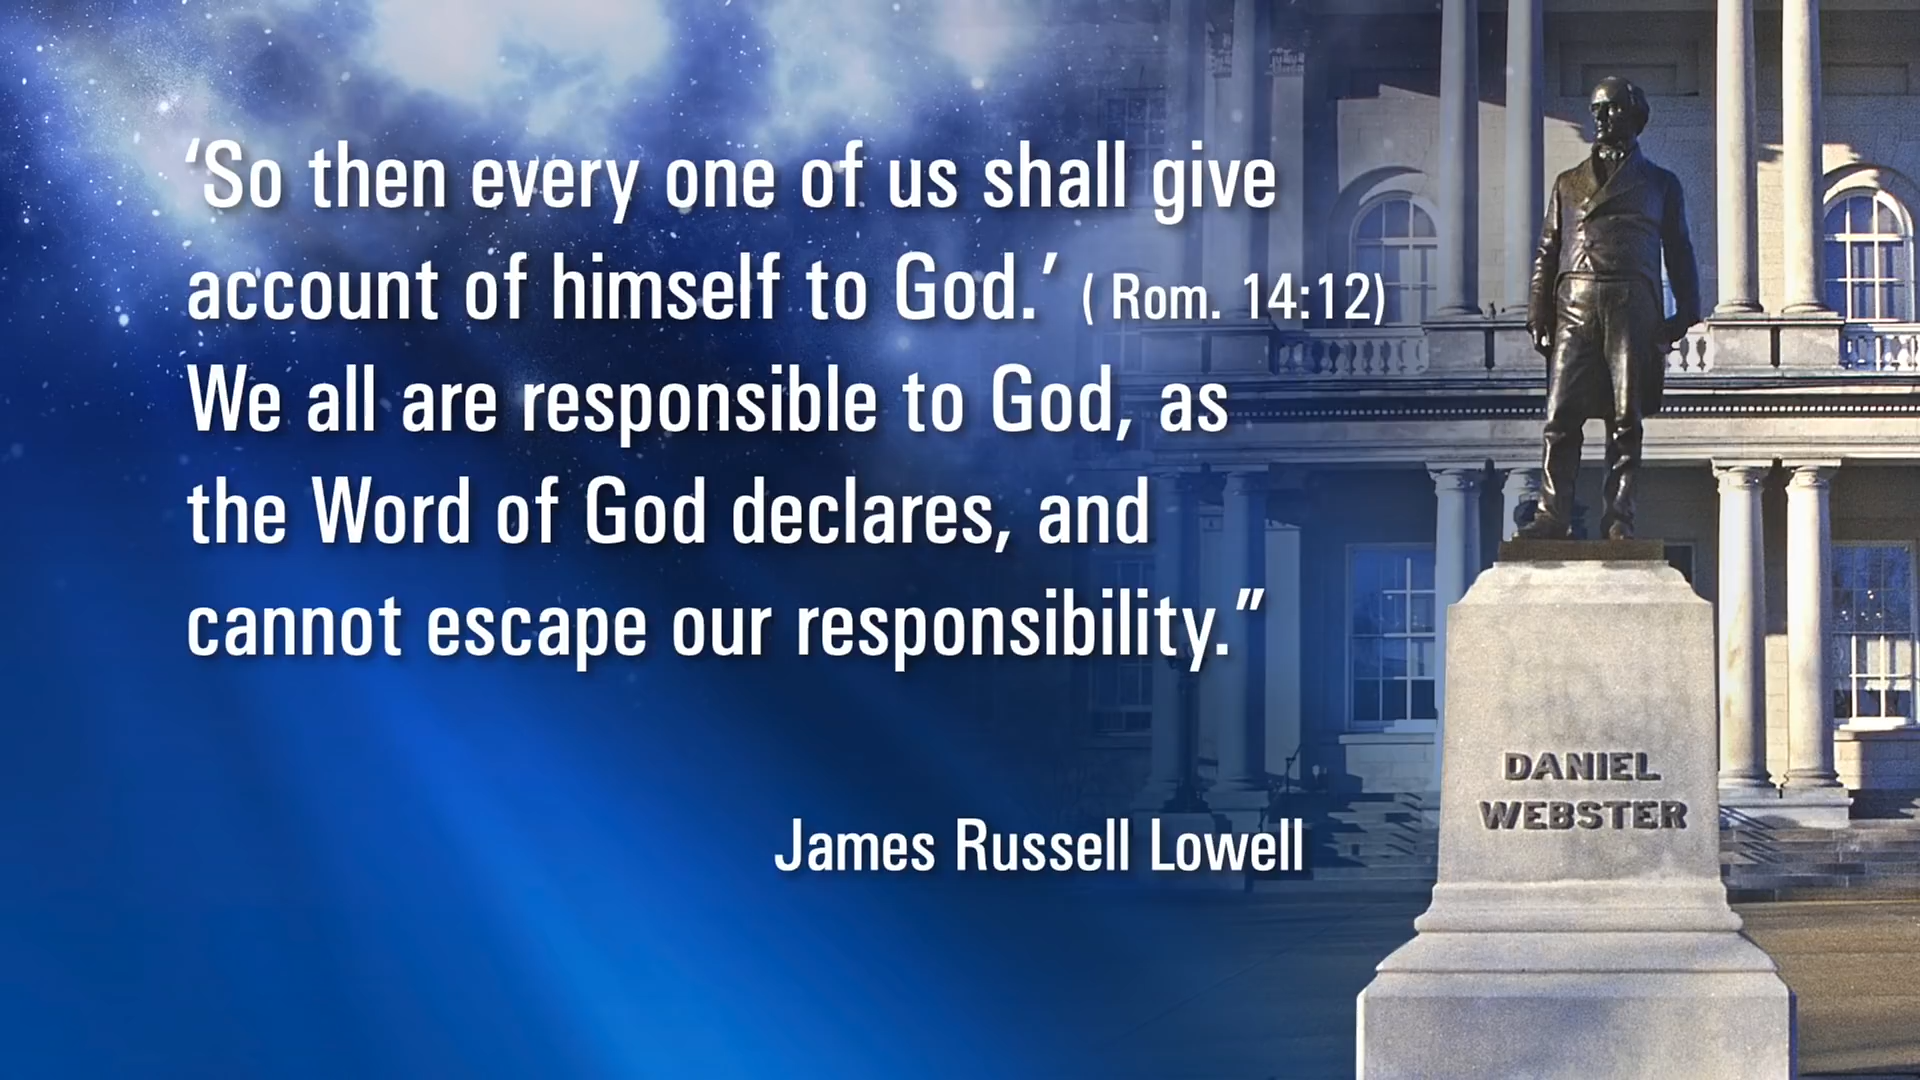 ‘So then every one of us shall give
account of himself to God.’ ( Rom. 14:12)
We all are responsible to God, as
the Word of God declares, and
cannot escape our responsibility.”
James Russell Lowell
DANIEL
WEBSTER